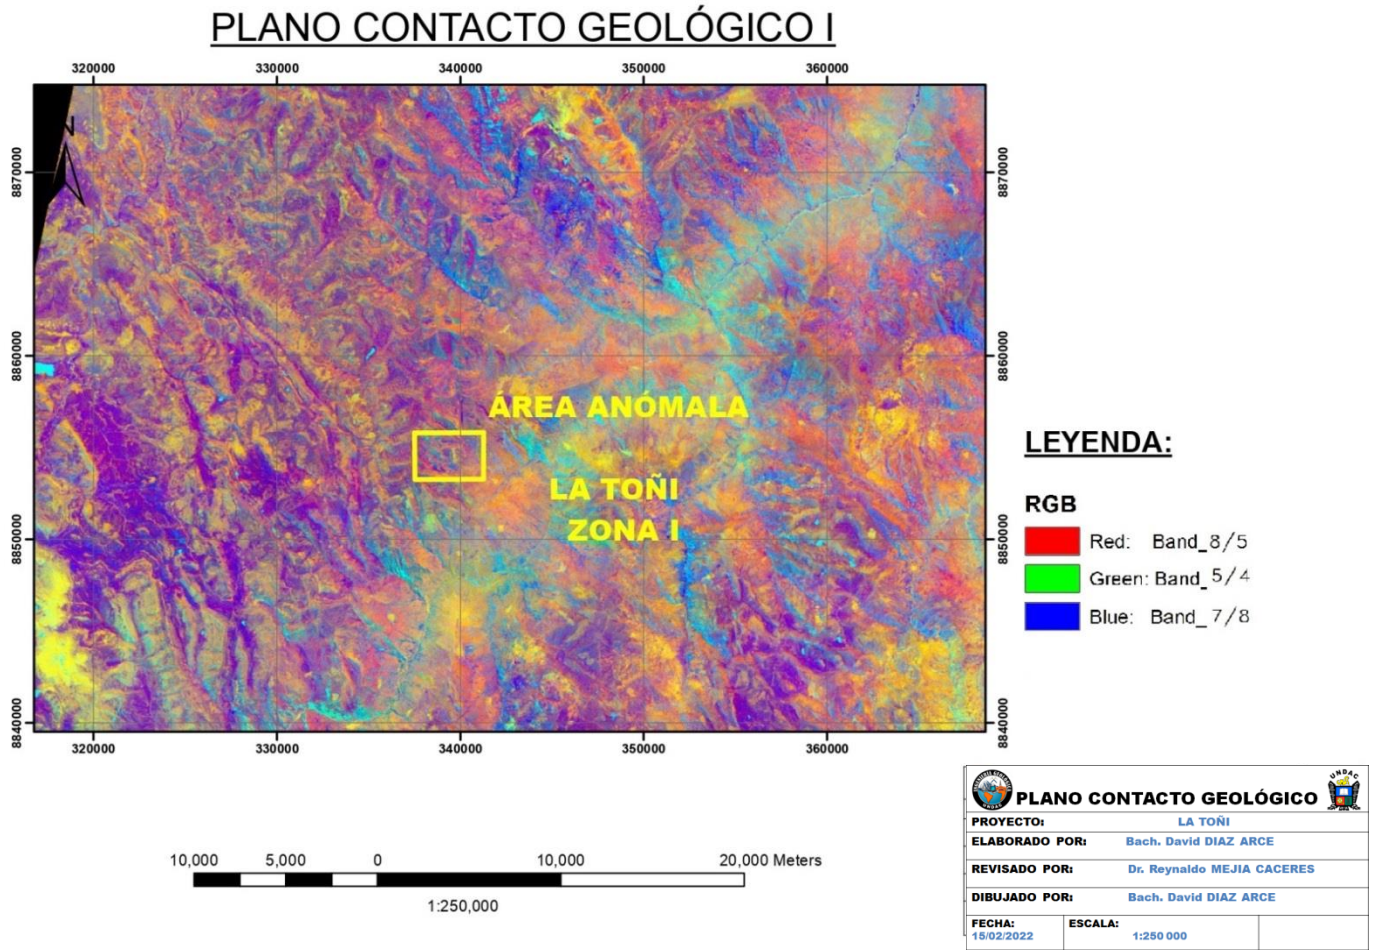 PLANO CONTACTO GEOLÓGICO I
320000 330000 340000 350000 360000
8870000 8870000
8860000 8860000
8850000 8850000
8840000 8840000
N
ÁREA ANÓMALA
LA TOÑI
ZONA I
320000 330000 340000 350000 360000
LEYENDA:
RGB
Red: Band_8/5
Green: Band_5/4
Blue: Band_7/8
10,000 5,000 0 10,000 20,000 Meters
1:250,000
UNDAC
PLANO CONTACTO GEOLÓGICO
PROYECTO: LA TOÑI
ELABORADO POR: Bach. David DIAZ ARCE
REVISADO POR: Dr. Reynaldo MEJIA CACERES
DIBUJADO POR: Bach. David DIAZ ARCE
FECHA: ESCALA:
15/02/2022 1:250 000